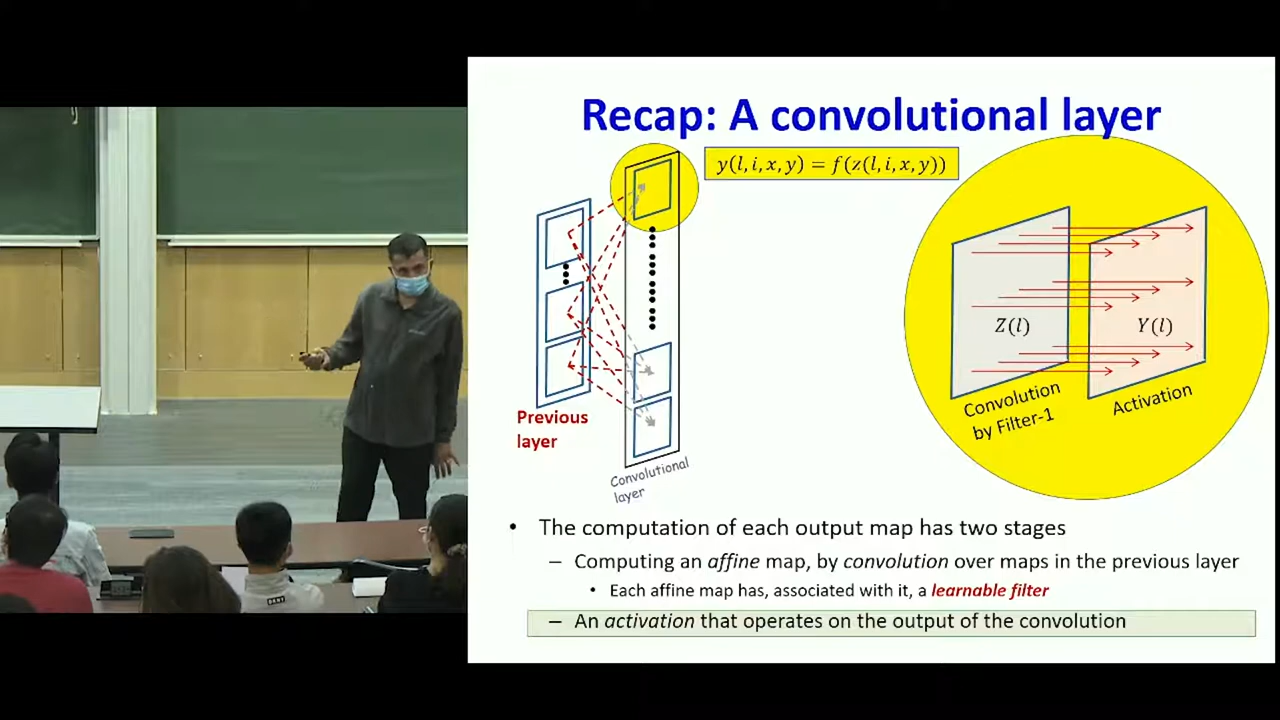 Recap: A convolutional layer
y(l, i, x, y) = f(z(l, i, x, y))
Previous
layer
Convolutional
layer
Z(l)
Y(l)
Convolution
by Filter-1
Activation
• The computation of each output map has two stages
– Computing an affine map, by convolution over maps in the previous layer
• Each affine map has, associated with it, a learnable filter
– An activation that operates on the output of the convolution